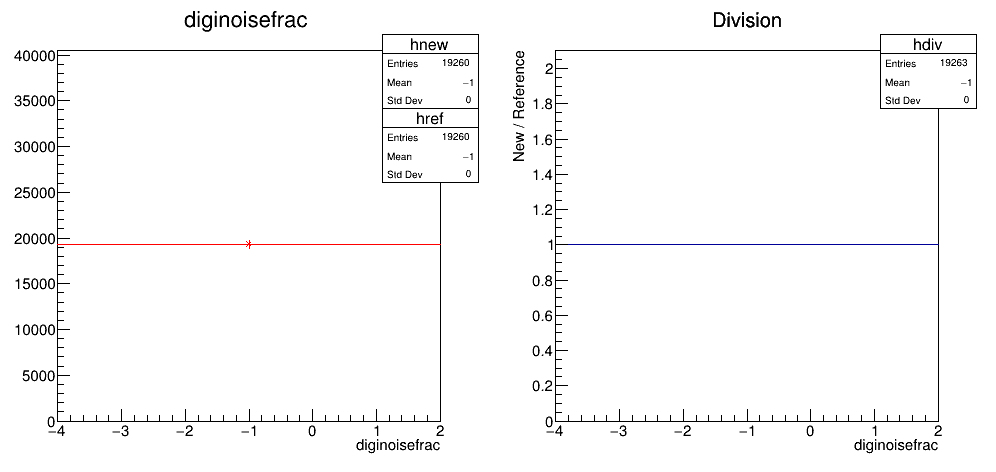 diginoisefrac
hnew
Entries 19260
Mean −1
Std Dev 0
href
Entries 19260
Mean −1
Std Dev 0
40000
35000
30000
25000
20000
15000
10000
5000
0
−4 −3 −2 −1 0 1 2
diginoisefrac
Division
hdiv
Entries 19263
Mean −1
Std Dev 0
New / Reference
2
1.8
1.6
1.4
1.2
1
0.8
0.6
0.4
0.2
0
−4 −3 −2 −1 0 1 2
diginoisefrac